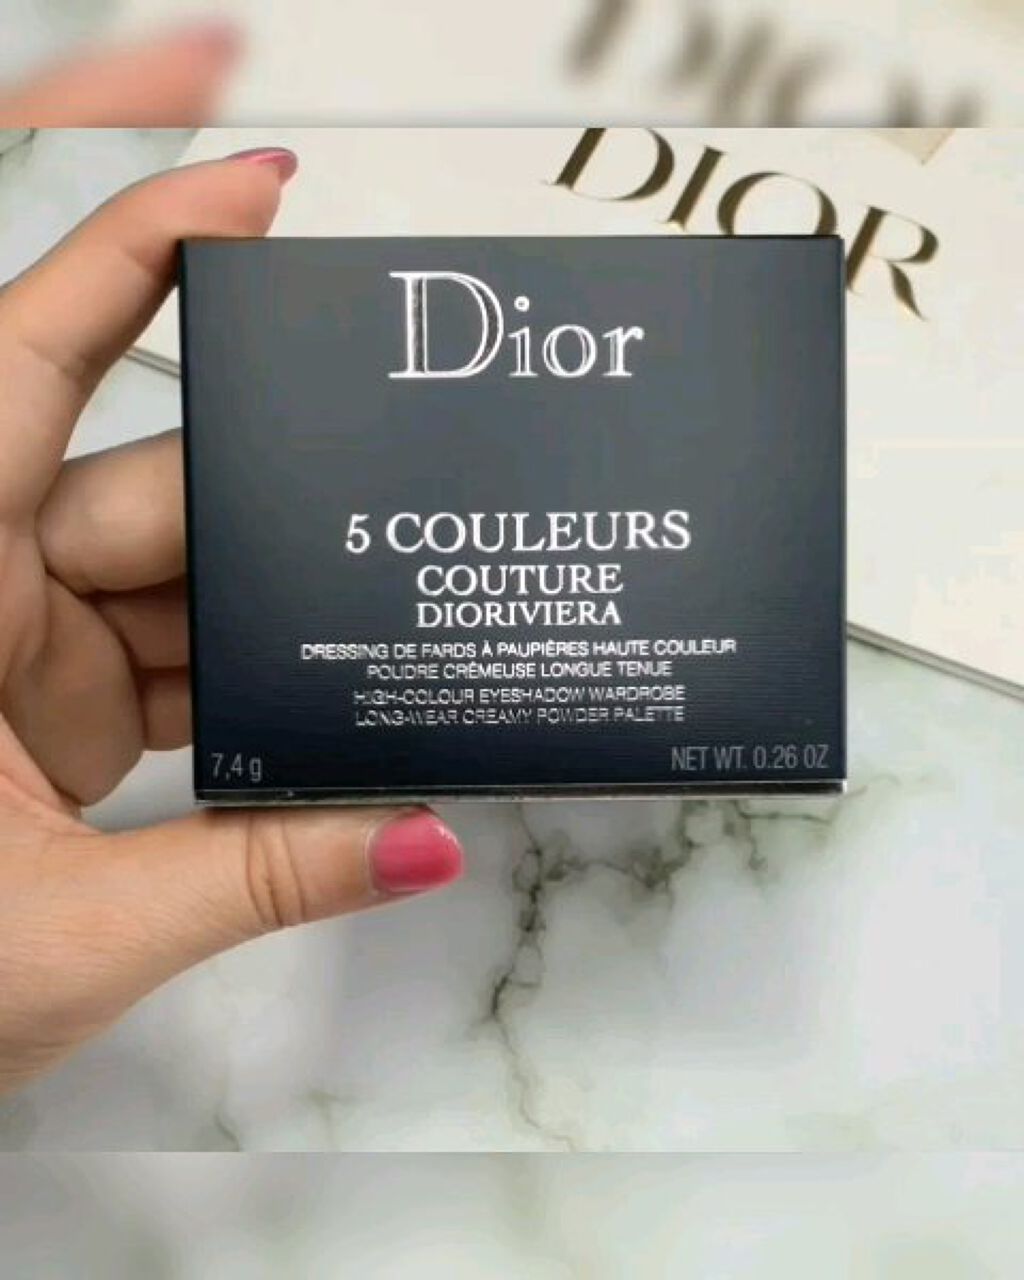 DIOR
Dior
5 COULEURS
COUTURE
DIORIVIERA
DRESSING DE FARDS À PAUPIÈRES HAUTE COULEUR
POUDRE CRÉMEUSE LONGUE TENUE
HIGH-COLOUR EYESHADOW WARDROBE
LONG-WEAR CREAMY POWDER PALETTE
7,4 g
NET WT. 0.26 OZ